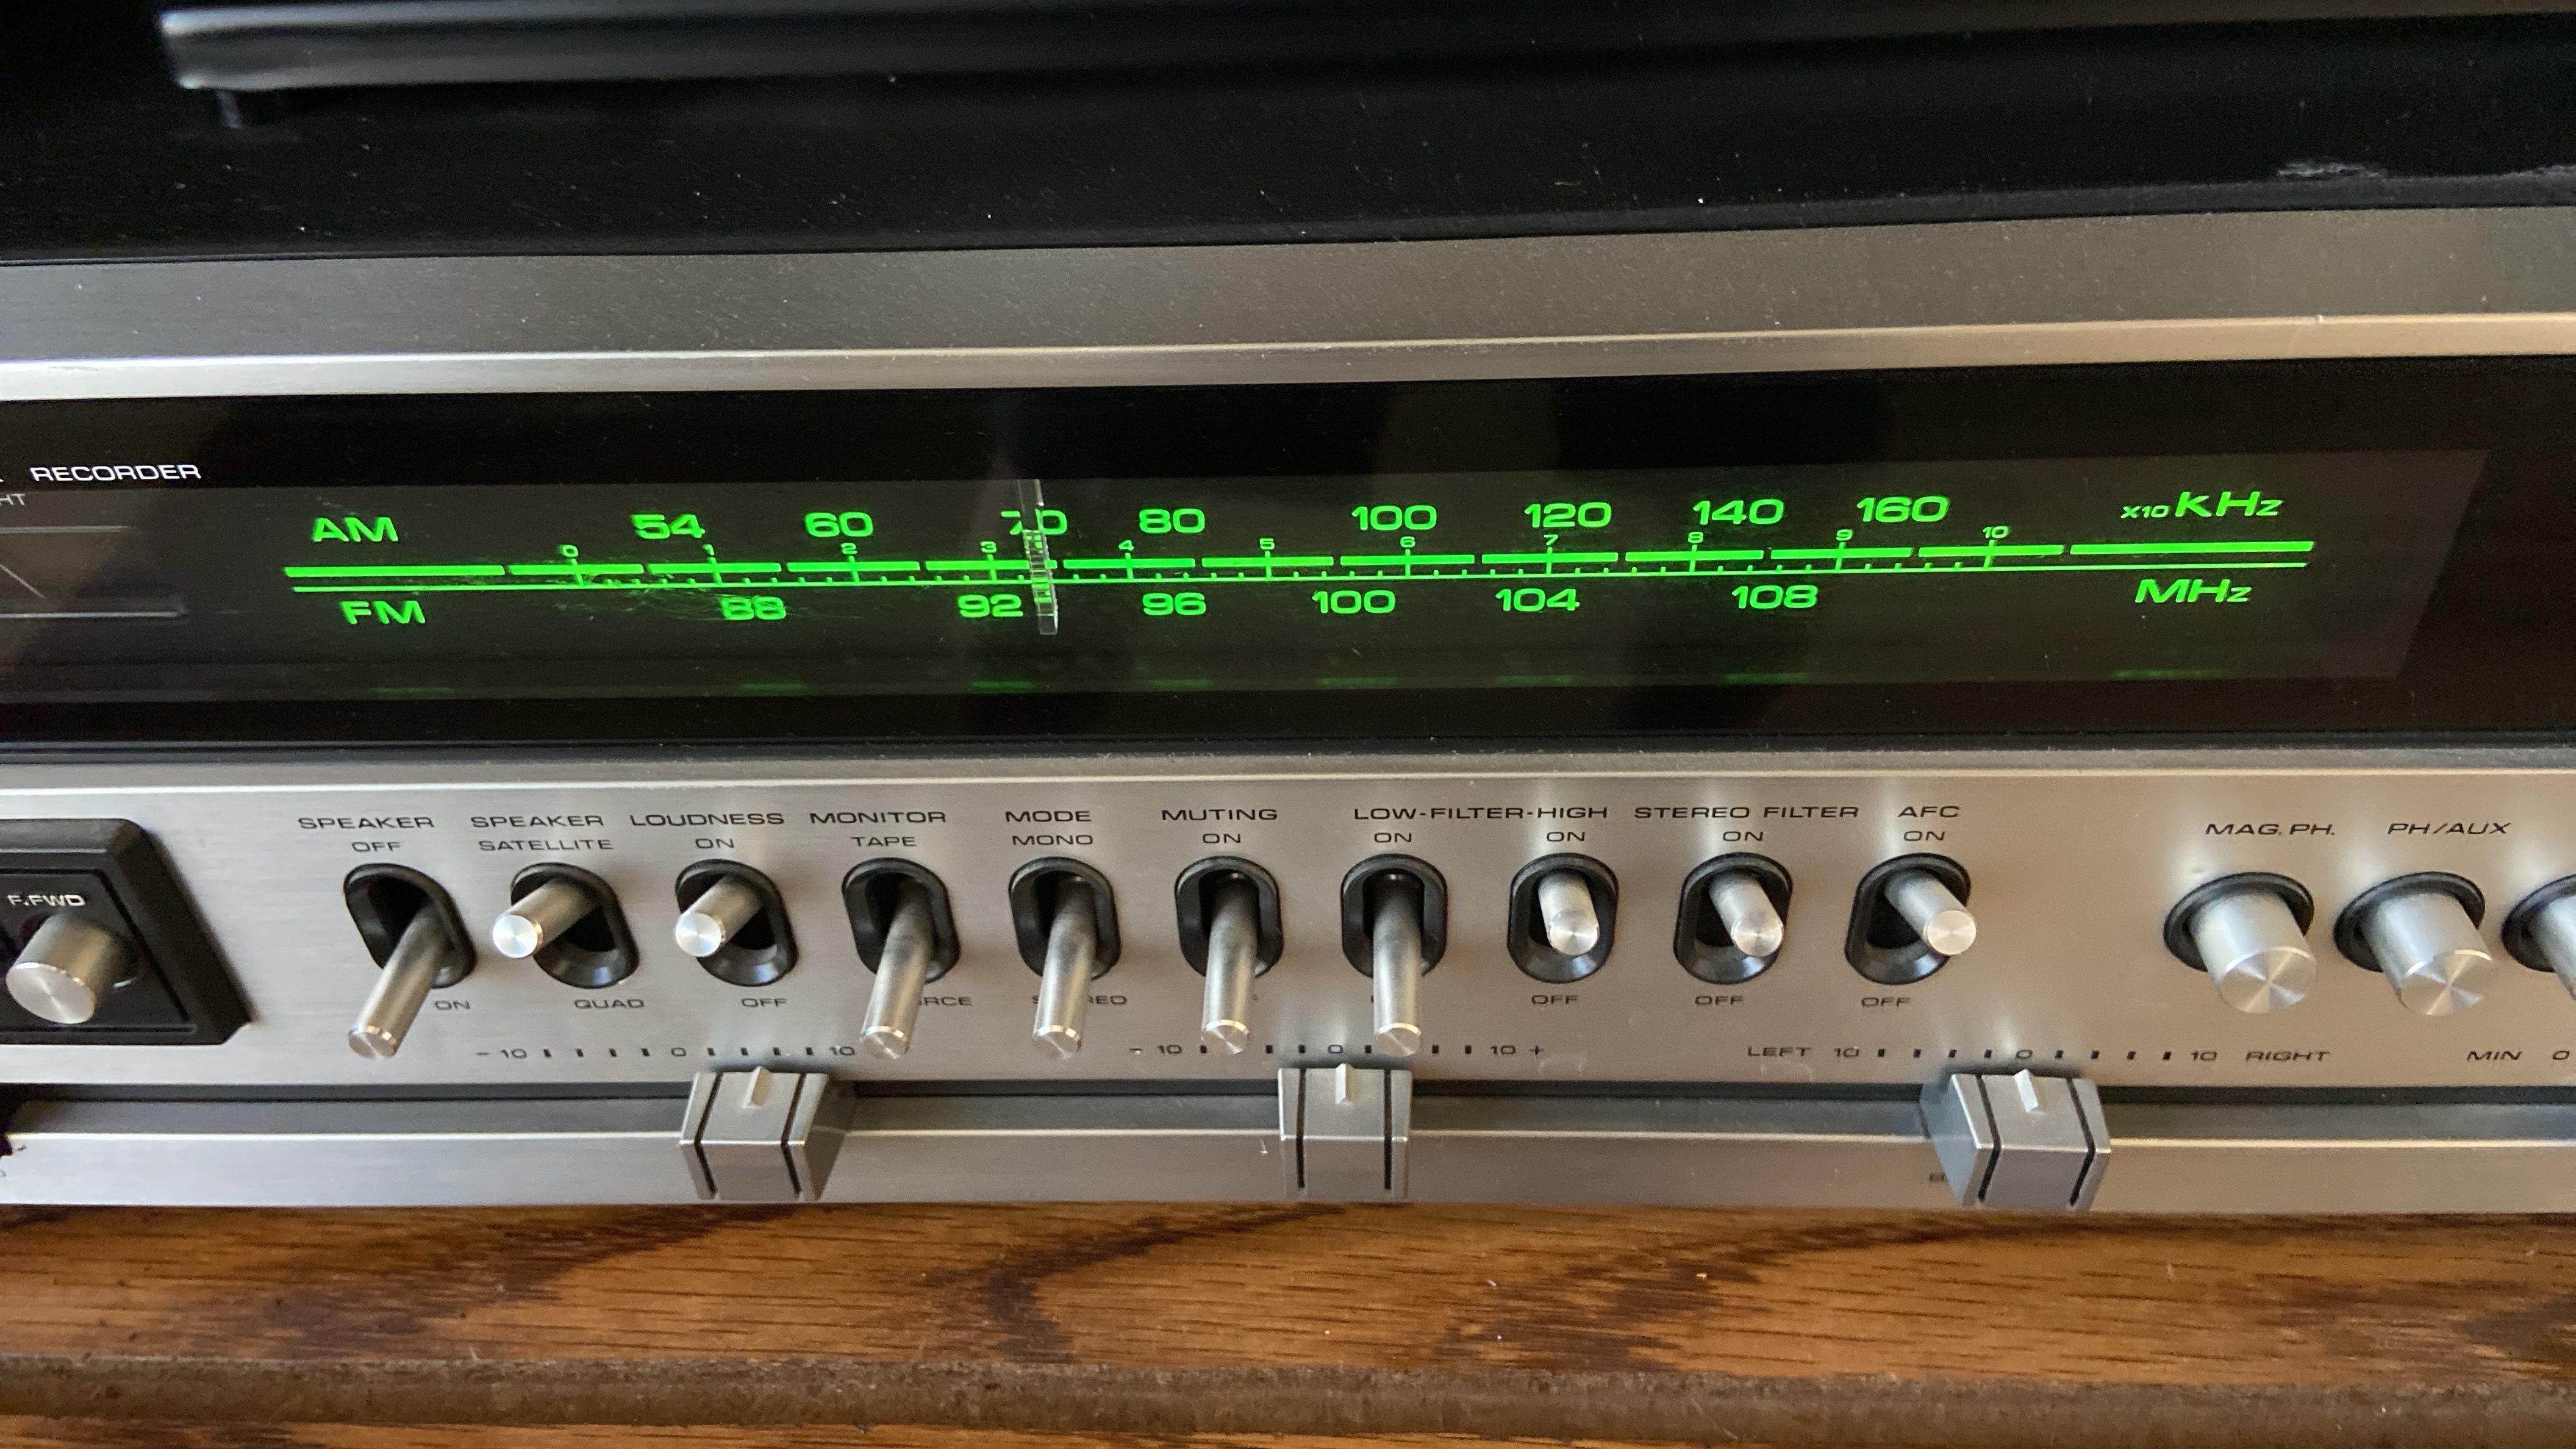 RECORDER
HT
AM 54 60 70 80 100 120 140 160 x10 KHz
0 1 2 3 4 5 6 7 8 9 10
FM 88 92 96 100 104 108 MHz
SPEAKER SPEAKER LOUDNESS MONITOR MODE MUTING LOW-FILTER-HIGH STEREO FILTER AFC
OFF SATELLITE ON TAPE MONO ON ON ON ON ON
MAG. PH. PH/AUX
F.FWD
ON QUAD OFF RCE S EO OFF OFF OFF
- 10 0 10 - 10 0 10 + LEFT 10 0 10 RIGHT MIN 0